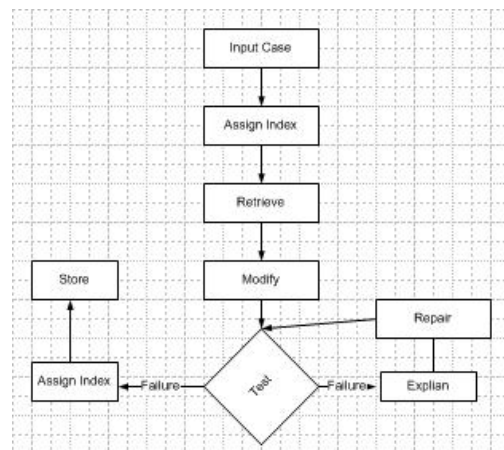 Input Case
Assign Index
Retrieve
Modify
Store
Repair
Test
Assign Index
Failure
Failure
Explian